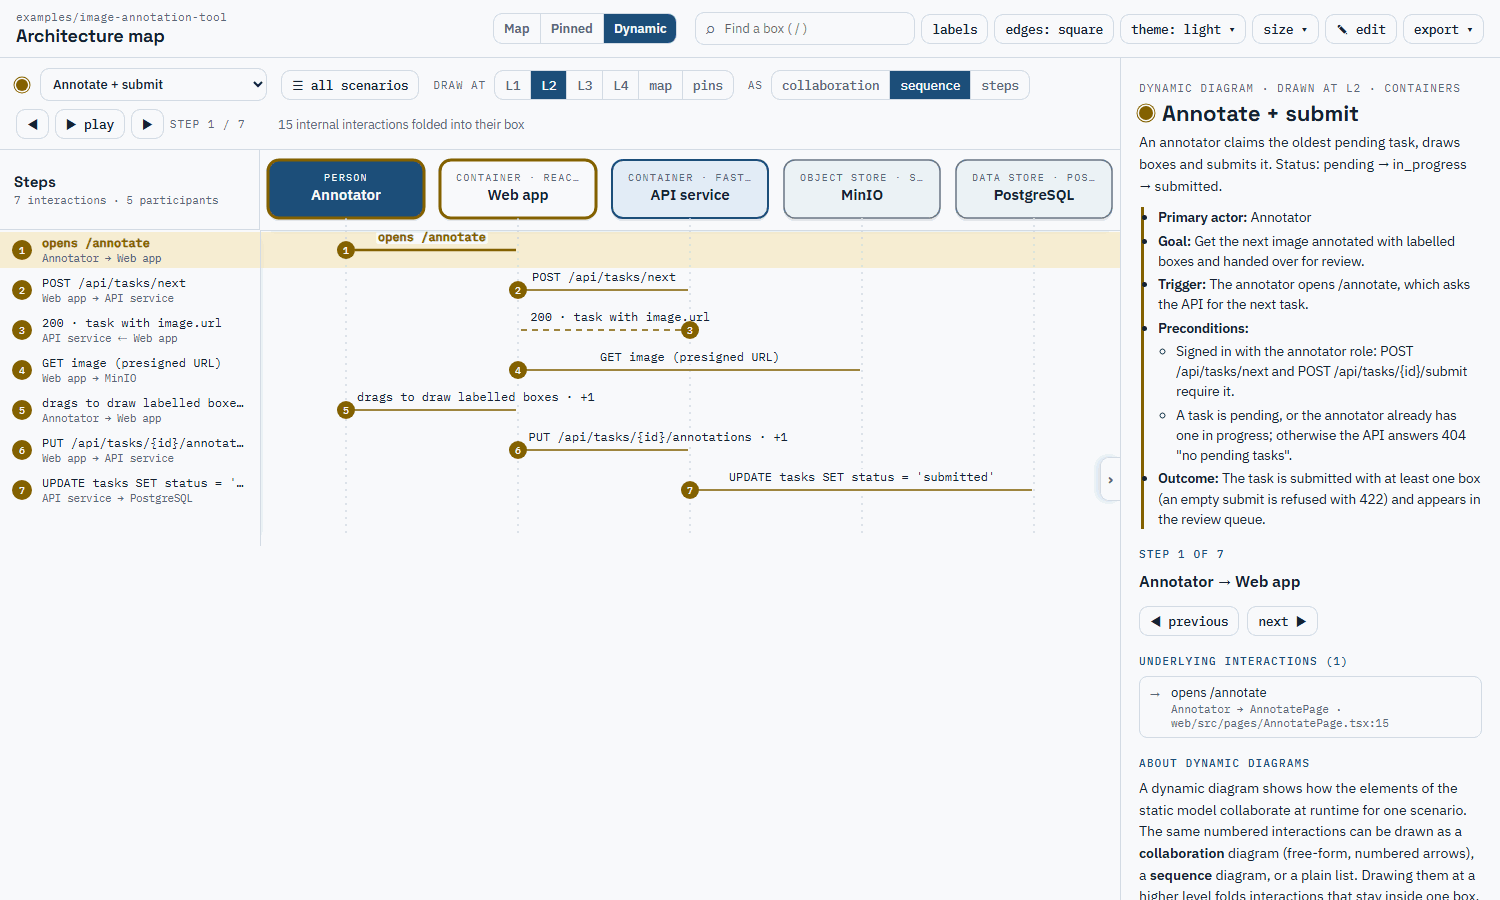 examples/image-annotation-tool
Architecture map
Map Pinned Dynamic
⌕ Find a box ( / )
labels
edges: square
theme: light ▾
size ▾
✎ edit
export ▾
Annotate + submit
☰ all scenarios
DRAW AT L1 L2 L3 L4 map pins
AS collaboration sequence steps
◀ ▶ play ▶ STEP 1 / 7
15 internal interactions folded into their box
Steps
7 interactions · 5 participants
PERSON
Annotator
CONTAINER · REAC…
Web app
CONTAINER · FAST…
API service
OBJECT STORE · S…
MinIO
DATA STORE · POS…
PostgreSQL
1 opens /annotate
Annotator → Web app
2 POST /api/tasks/next
Web app → API service
3 200 · task with image.url
API service ← Web app
4 GET image (presigned URL)
Web app → MinIO
5 drags to draw labelled boxe…
Annotator → Web app
6 PUT /api/tasks/{id}/annotat…
Web app → API service
7 UPDATE tasks SET status = '…
API service → PostgreSQL
opens /annotate
1
POST /api/tasks/next
2
200 · task with image.url
3
GET image (presigned URL)
4
drags to draw labelled boxes · +1
5
PUT /api/tasks/{id}/annotations · +1
6
UPDATE tasks SET status = 'submitted'
7
›
DYNAMIC DIAGRAM · DRAWN AT L2 · CONTAINERS
Annotate + submit
An annotator claims the oldest pending task, draws
boxes and submits it. Status: pending → in_progress
→ submitted.
• Primary actor: Annotator
• Goal: Get the next image annotated with labelled
boxes and handed over for review.
• Trigger: The annotator opens /annotate, which asks
the API for the next task.
• Preconditions:
◦ Signed in with the annotator role: POST
/api/tasks/next and POST /api/tasks/{id}/submit
require it.
◦ A task is pending, or the annotator already has
one in progress; otherwise the API answers 404
"no pending tasks".
• Outcome: The task is submitted with at least one box
(an empty submit is refused with 422) and appears in
the review queue.
STEP 1 OF 7
Annotator → Web app
◀ previous
next ▶
UNDERLYING INTERACTIONS (1)
→ opens /annotate
Annotator → AnnotatePage ·
web/src/pages/AnnotatePage.tsx:15
ABOUT DYNAMIC DIAGRAMS
A dynamic diagram shows how the elements of the
static model collaborate at runtime for one scenario.
The same numbered interactions can be drawn as a
collaboration diagram (free-form, numbered arrows),
a sequence diagram, or a plain list. Drawing them at a
higher level folds interactions that stay inside one box.